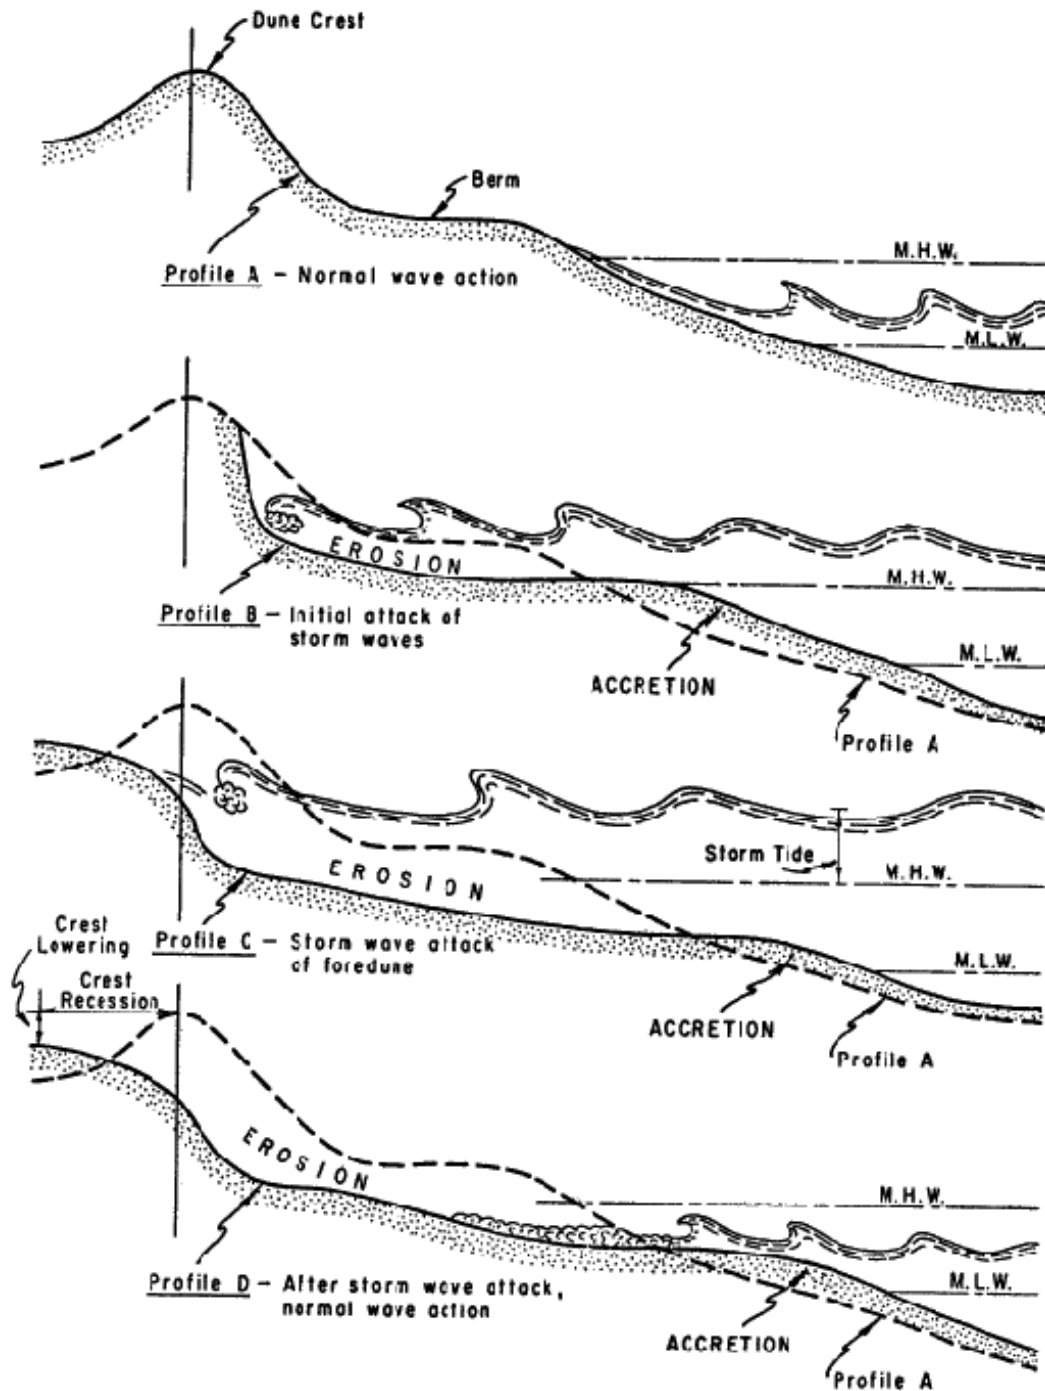 Dune Crest
Berm
M.H.W.
Profile A – Normal wave action
M.L.W.
EROSION
M.H.W.
Profile B – Initial attack of
storm waves
M.L.W.
ACCRETION
Profile A
Storm Tide
EROSION
M.H.W.
Crest
Lowering
Profile C – Storm wave attack
of foredune
M.L.W.
Crest
Recession
ACCRETION
Profile A
EROSION
M.H.W.
Profile D – After storm wave attack,
normal wave action
M.L.W.
ACCRETION
Profile A